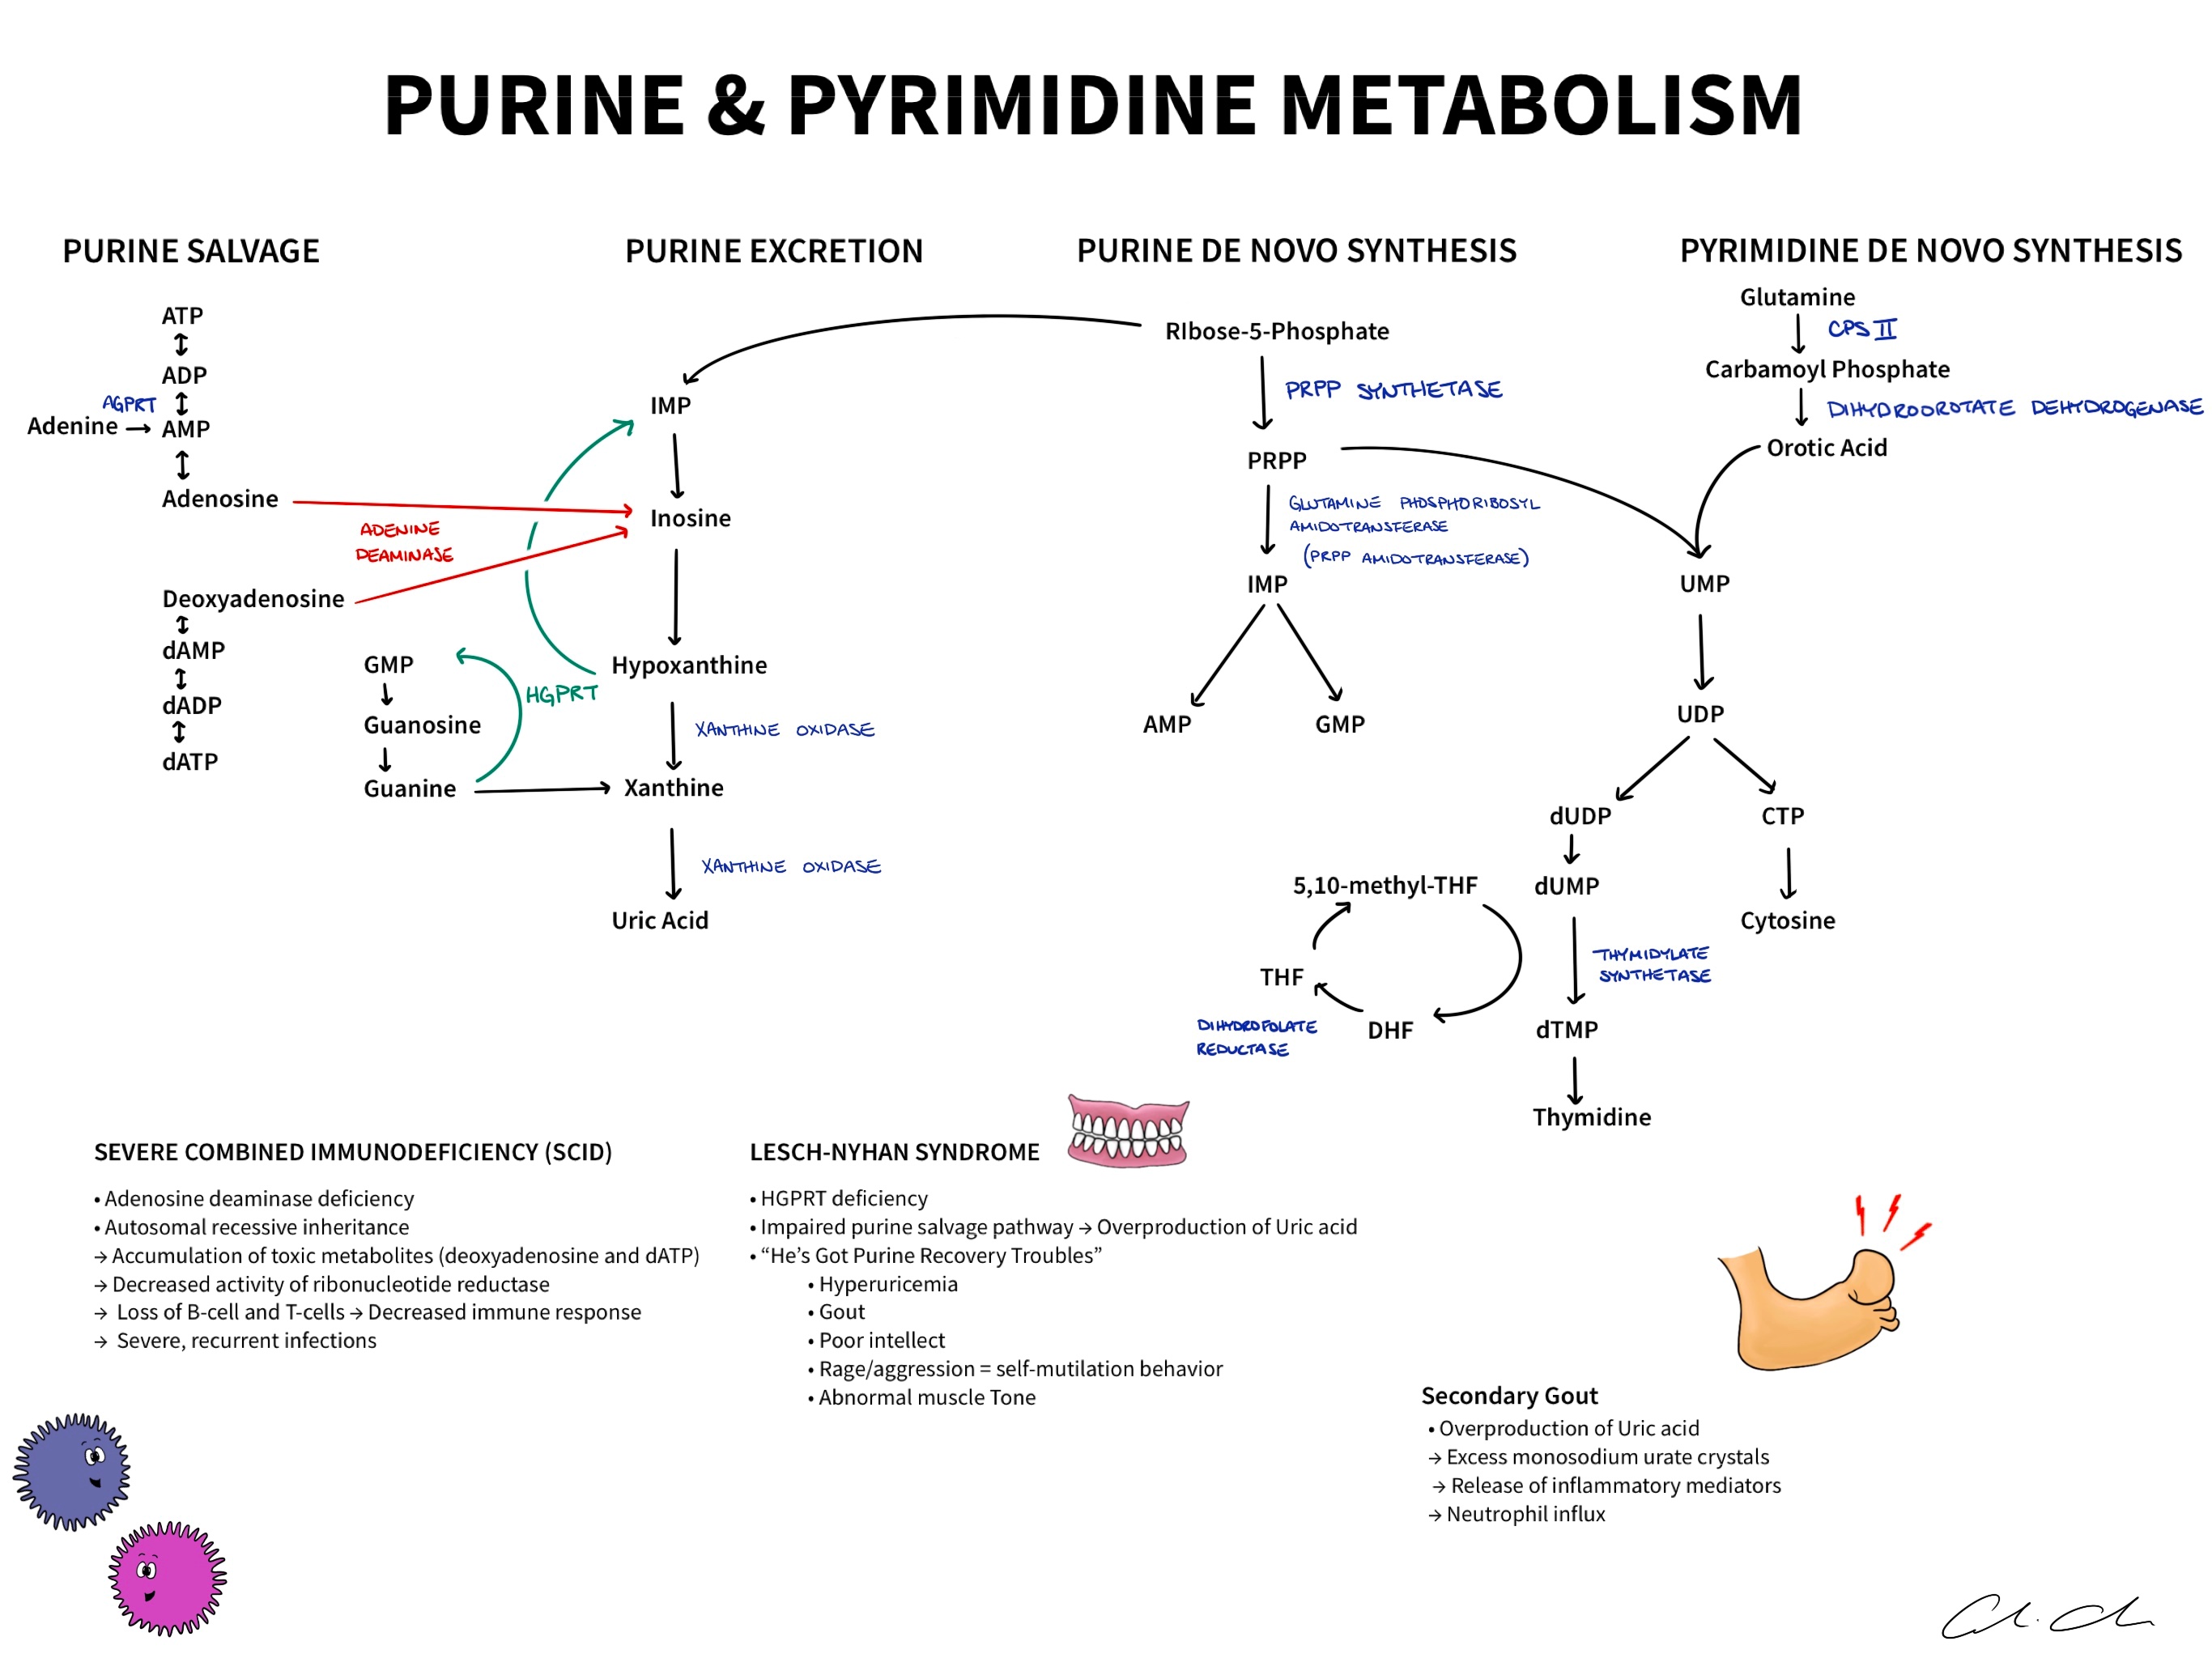 PURINE & PYRIMIDINE METABOLISM
PURINE SALVAGE
ATP
ADP
AGPRT
Adenine → AMP
Adenosine
ADENINE
DEAMINASE
Deoxyadenosine
dAMP
dADP
dATP
GMP
Guanosine
Guanine
HGPRT
PURINE EXCRETION
IMP
Inosine
Hypoxanthine
XANTHINE OXIDASE
Xanthine
XANTHINE OXIDASE
Uric Acid
PURINE DE NOVO SYNTHESIS
RIbose-5-Phosphate
PRPP SYNTHETASE
PRPP
GLUTAMINE PHOSPHORIBOSYL
AMIDOTRANSFERASE
(PRPP AMIDOTRANSFERASE)
IMP
AMP
GMP
PYRIMIDINE DE NOVO SYNTHESIS
Glutamine
CPS II
Carbamoyl Phosphate
DIHYDROOROTATE DEHYDROGENASE
Orotic Acid
UMP
UDP
dUDP
CTP
dUMP
Cytosine
THYMIDYLATE
SYNTHETASE
dTMP
Thymidine
5,10-methyl-THF
THF
DIHYDROFOLATE
REDUCTASE
DHF
SEVERE COMBINED IMMUNODEFICIENCY (SCID)
• Adenosine deaminase deficiency
• Autosomal recessive inheritance
→ Accumulation of toxic metabolites (deoxyadenosine and dATP)
→ Decreased activity of ribonucleotide reductase
→ Loss of B-cell and T-cells → Decreased immune response
→ Severe, recurrent infections
LESCH-NYHAN SYNDROME
• HGPRT deficiency
• Impaired purine salvage pathway → Overproduction of Uric acid
• “He’s Got Purine Recovery Troubles”
• Hyperuricemia
• Gout
• Poor intellect
• Rage/aggression = self-mutilation behavior
• Abnormal muscle Tone
Secondary Gout
• Overproduction of Uric acid
→ Excess monosodium urate crystals
→ Release of inflammatory mediators
→ Neutrophil influx